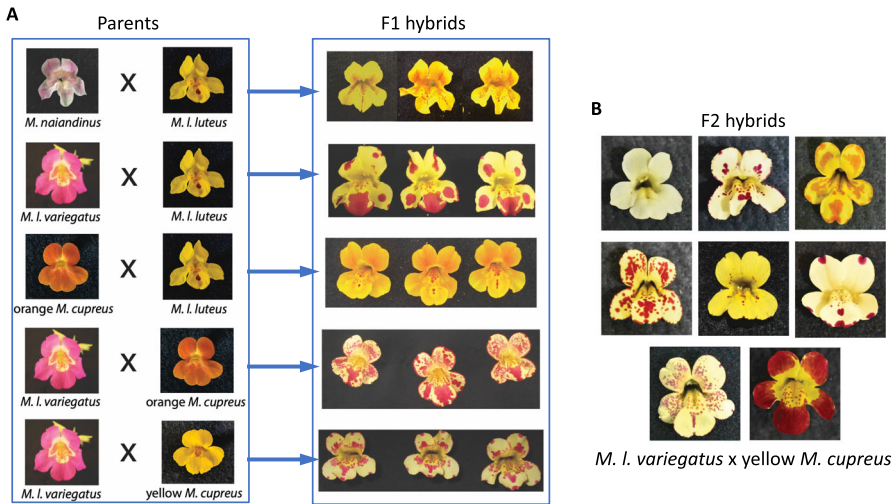 A
Parents
F1 hybrids
X
M. naiandinus
M. l. luteus
X
M. l. variegatus
M. l. luteus
X
orange M. cupreus
M. l. luteus
X
M. l. variegatus
orange M. cupreus
X
M. l. variegatus
yellow M. cupreus
B
F2 hybrids
M. l. variegatus x yellow M. cupreus